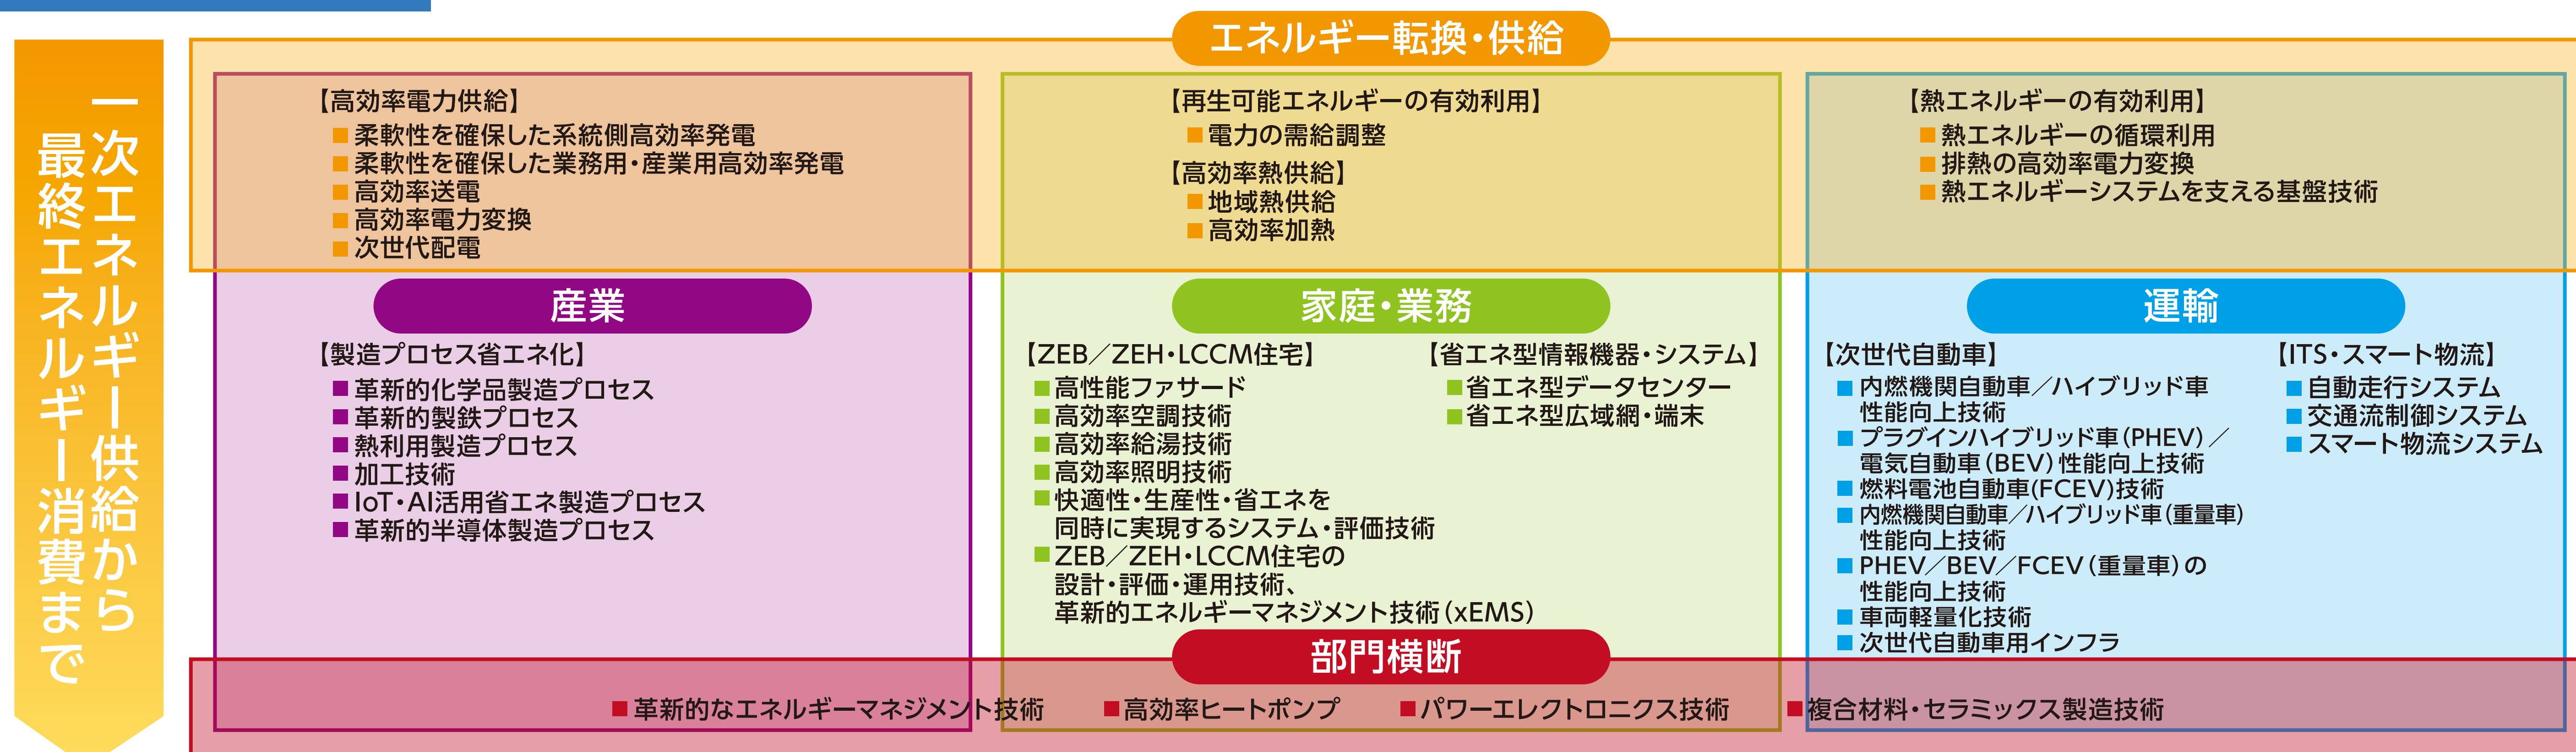 一次エネルギー供給から
最終エネルギー消費まで
エネルギー転換・供給
【高効率電力供給】
■柔軟性を確保した系統側高効率発電
■柔軟性を確保した業務用・産業用高効率発電
■高効率送電
■高効率電力変換
■次世代配電
【再生可能エネルギーの有効利用】
■電力の需給調整
【高効率熱供給】
■地域熱供給
■高効率加熱
【熱エネルギーの有効利用】
■熱エネルギーの循環利用
■排熱の高効率電力変換
■熱エネルギーシステムを支える基盤技術
産業
【製造プロセス省エネ化】
■革新的化学品製造プロセス
■革新的製鉄プロセス
■熱利用製造プロセス
■加工技術
■IoT・AI活用省エネ製造プロセス
■革新的半導体製造プロセス
家庭・業務
【ZEB／ZEH・LCCM住宅】
■高性能ファサード
■高効率空調技術
■高効率給湯技術
■高効率照明技術
■快適性・生産性・省エネを
同時に実現するシステム・評価技術
■ZEB／ZEH・LCCM住宅の
設計・評価・運用技術、
革新的エネルギーマネジメント技術（xEMS）
【省エネ型情報機器・システム】
■省エネ型データセンター
■省エネ型広域網・端末
運輸
【次世代自動車】
■内燃機関自動車／ハイブリッド車
性能向上技術
■プラグインハイブリッド車（PHEV）／
電気自動車（BEV）性能向上技術
■燃料電池自動車(FCEV)技術
■内燃機関自動車／ハイブリッド車（重量車）
性能向上技術
■PHEV／BEV／FCEV（重量車）の
性能向上技術
■車両軽量化技術
■次世代自動車用インフラ
【ITS・スマート物流】
■自動走行システム
■交通流制御システム
■スマート物流システム
部門横断
■革新的なエネルギーマネジメント技術 ■高効率ヒートポンプ ■パワーエレクトロニクス技術 ■複合材料・セラミックス製造技術